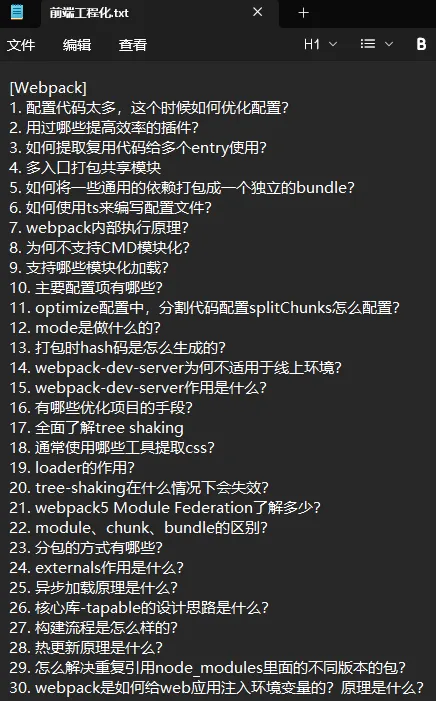 前端工程化.txt
文件 编辑 查看 H1 B
[Webpack]
1. 配置代码太多，这个时候如何优化配置？
2. 用过哪些提高效率的插件？
3. 如何提取复用代码给多个entry使用？
4. 多入口打包共享模块
5. 如何将一些通用的依赖打包成一个独立的bundle？
6. 如何使用ts来编写配置文件？
7. webpack内部执行原理？
8. 为何不支持CMD模块化？
9. 支持哪些模块化加载？
10. 主要配置项有哪些？
11. optimize配置中，分割代码配置splitChunks怎么配置？
12. mode是做什么的？
13. 打包时hash码是怎么生成的？
14. webpack-dev-server为何不适用于线上环境？
15. webpack-dev-server作用是什么？
16. 有哪些优化项目的手段？
17. 全面了解tree shaking
18. 通常使用哪些工具提取css？
19. loader的作用？
20. tree-shaking在什么情况下会失效？
21. webpack5 Module Federation了解多少？
22. module、chunk、bundle的区别？
23. 分包的方式有哪些？
24. externals作用是什么？
25. 异步加载原理是什么？
26. 核心库-tapable的设计思路是什么？
27. 构建流程是怎么样的？
28. 热更新原理是什么？
29. 怎么解决重复引用node_modules里面的不同版本的包？
30. webpack是如何给web应用注入环境变量的？原理是什么？